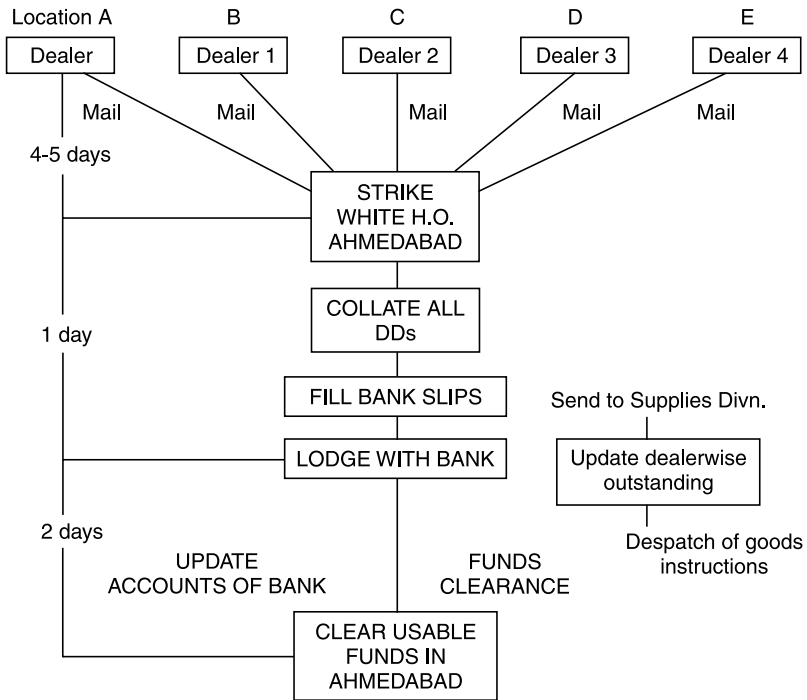 Location A B C D E
Dealer Dealer 1 Dealer 2 Dealer 3 Dealer 4
Mail Mail Mail Mail Mail
4-5 days
STRIKE
WHITE H.O.
AHMEDABAD
COLLATE ALL
DDs
1 day
FILL BANK SLIPS
Send to Supplies Divn.
LODGE WITH BANK
Update dealerwise
outstanding
2 days
Despatch of goods
instructions
UPDATE
ACCOUNTS OF BANK
FUNDS
CLEARANCE
CLEAR USABLE
FUNDS IN
AHMEDABAD